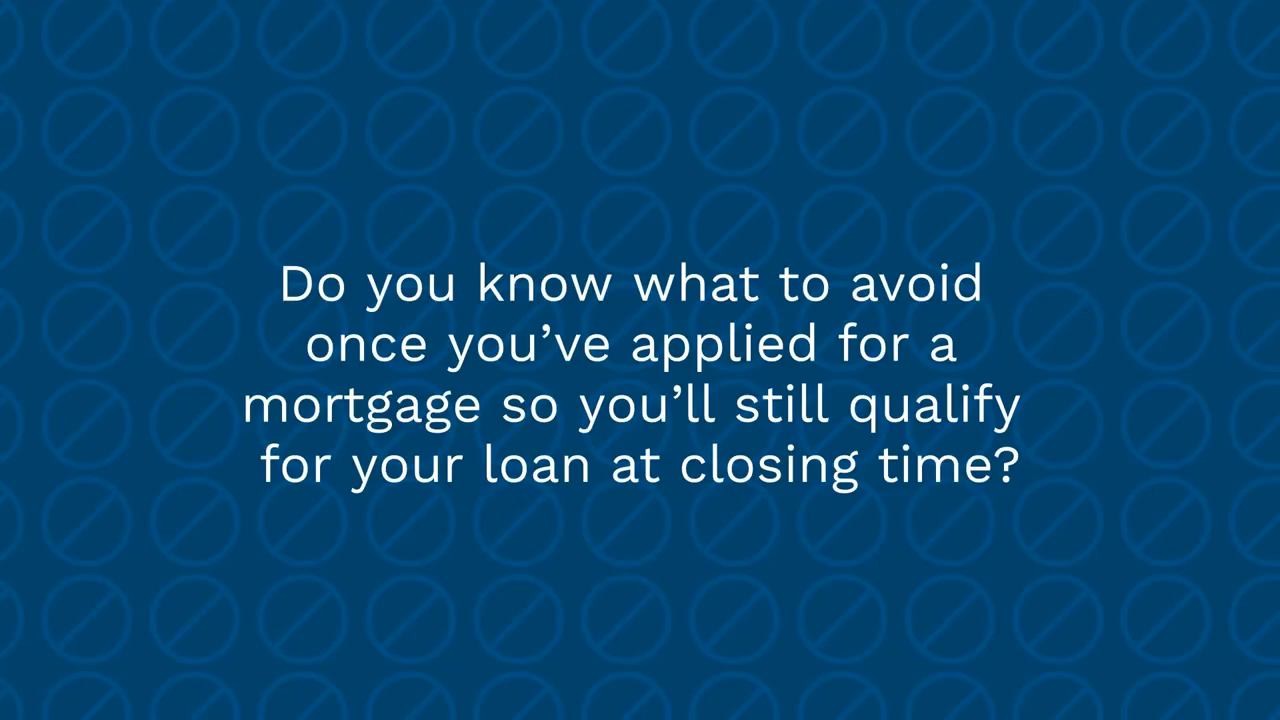 Do you know what to avoid
once you’ve applied for a
mortgage so you’ll still qualify
for your loan at closing time?